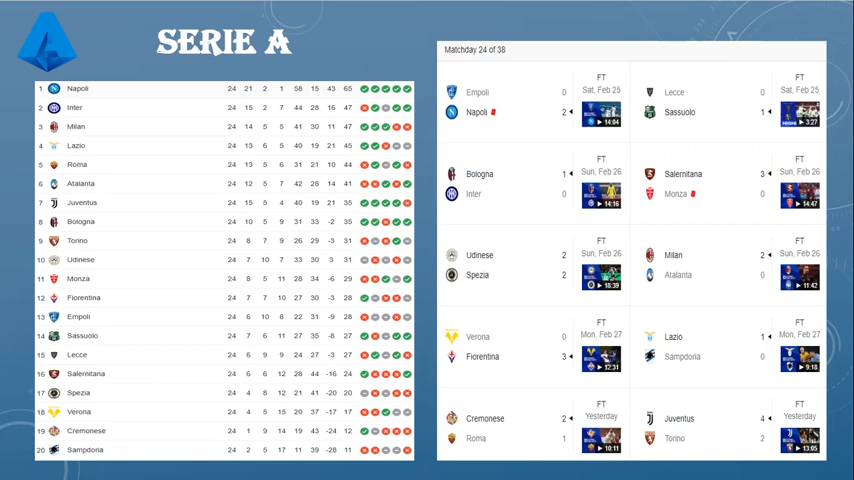 SERIE A
1 Napoli 24 21 2 1 58 15 43 65
2 Inter 24 15 2 7 44 28 16 47
3 Milan 24 14 5 5 41 30 11 47
4 Lazio 24 13 6 5 40 19 21 45
5 Roma 24 13 5 6 31 21 10 44
6 Atalanta 24 12 5 7 42 28 14 41
7 Juventus 24 15 5 4 40 19 21 35
8 Bologna 24 10 5 9 31 33 -2 35
9 Torino 24 8 7 9 26 29 -3 31
10 Udinese 24 7 10 7 33 30 3 31
11 Monza 24 8 5 11 28 34 -6 29
12 Fiorentina 24 7 7 10 27 30 -3 28
13 Empoli 24 6 10 8 22 31 -9 28
14 Sassuolo 24 7 6 11 27 35 -8 27
15 Lecce 24 6 9 9 24 27 -3 27
16 Salernitana 24 6 6 12 28 44 -16 24
17 Spezia 24 4 8 12 21 41 -20 20
18 Verona 24 4 5 15 20 37 -17 17
19 Cremonese 24 1 9 14 19 43 -24 12
20 Sampdoria 24 2 5 17 11 39 -28 11
Matchday 24 of 38
Empoli 0
Napoli 2
FT
Sat, Feb 25
14:04
Lecce 0
Sassuolo 1
FT
Sat, Feb 25
3:27
Bologna 1
Inter 0
FT
Sun, Feb 26
14:16
Salernitana 3
Monza 0
FT
Sun, Feb 26
14:47
Udinese 2
Spezia 2
FT
Sun, Feb 26
18:39
Milan 2
Atalanta 0
FT
Sun, Feb 26
11:42
Verona 0
Fiorentina 3
FT
Mon, Feb 27
12:31
Lazio 1
Sampdoria 0
FT
Mon, Feb 27
9:18
Cremonese 2
Roma 1
FT
Yesterday
10:11
Juventus 4
Torino 2
FT
Yesterday
13:05